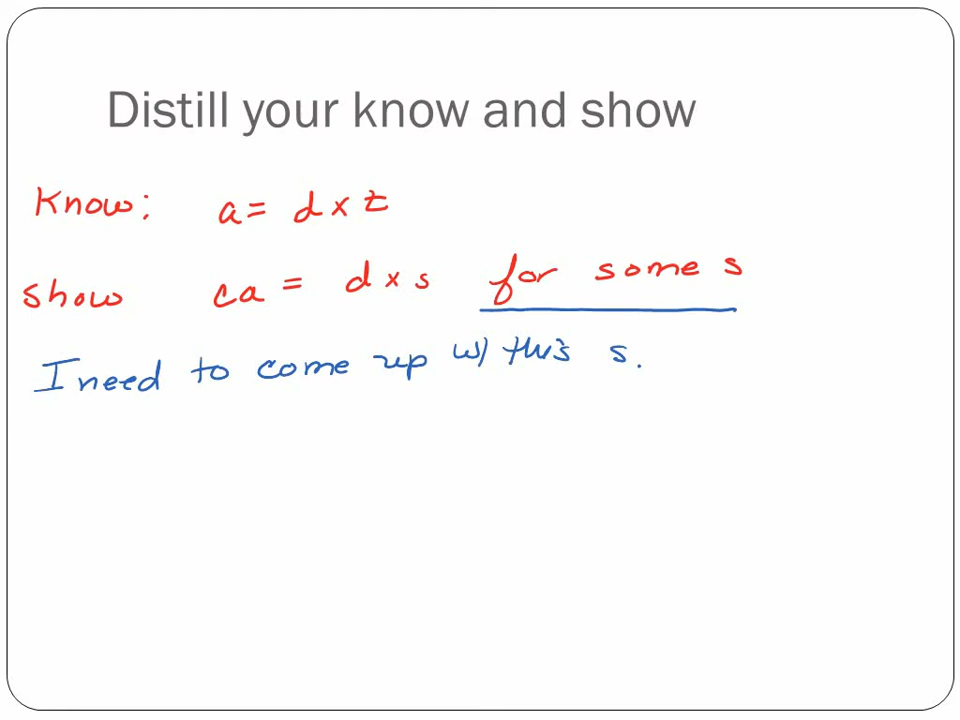 Distill your know and show
Know: a = d x t
Show ca = d x s for some s
I need to come up w/ this s.